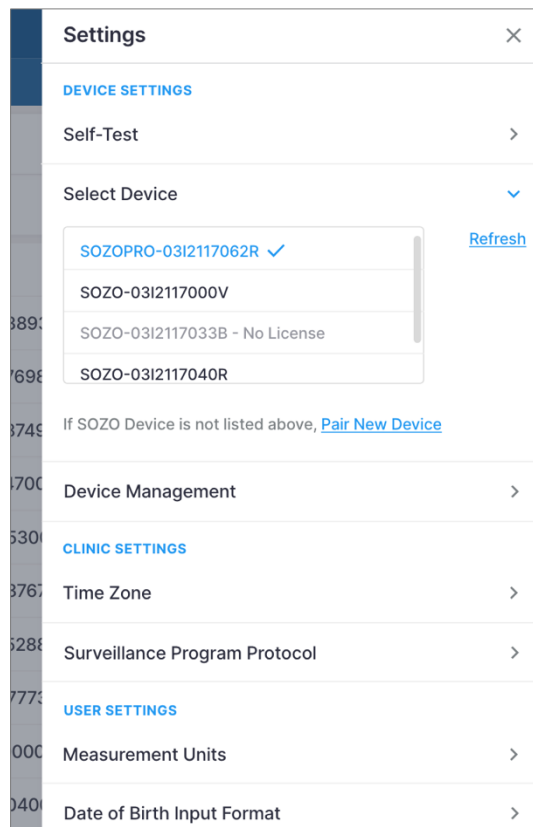 Settings
DEVICE SETTINGS
Self-Test
Select Device
Refresh
SOZOPRO-03I2117062R
SOZO-03I2117000V
SOZO-03I2117033B - No License
SOZO-03I2117040R
If SOZO Device is not listed above, Pair New Device
Device Management
CLINIC SETTINGS
Time Zone
Surveillance Program Protocol
USER SETTINGS
Measurement Units
Date of Birth Input Format